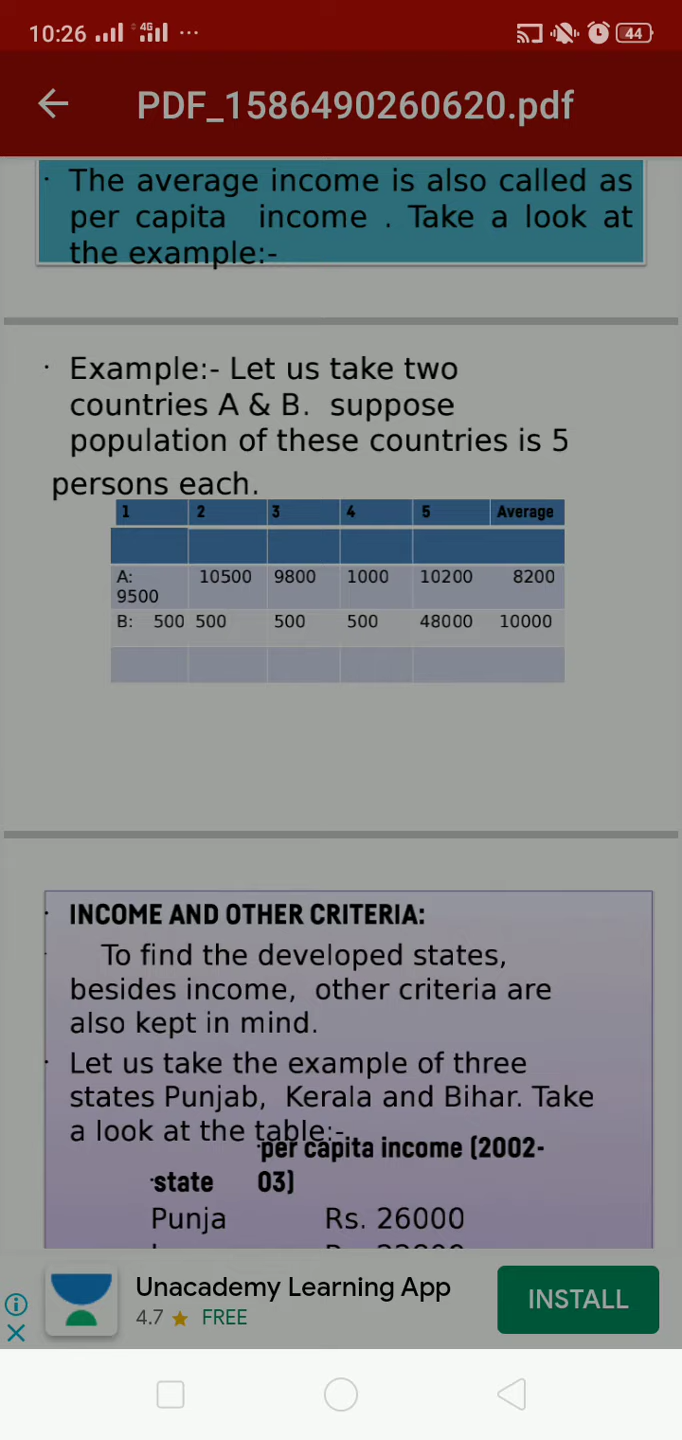 10:26 4G ... 44
PDF_1586490260620.pdf
· The average income is also called as
per capita income . Take a look at
the example:-
· Example:- Let us take two
countries A & B. suppose
population of these countries is 5
persons each.
1 2 3 4 5 Average
A: 10500 9800 1000 10200 8200
9500
B: 500 500 500 500 48000 10000
· INCOME AND OTHER CRITERIA:
· To find the developed states,
besides income, other criteria are
also kept in mind.
· Let us take the example of three
states Punjab, Kerala and Bihar. Take
a look at the table:-
·per capita income (2002-
·state 03)
Punja Rs. 26000
Unacademy Learning App
4.7 ★ FREE
INSTALL